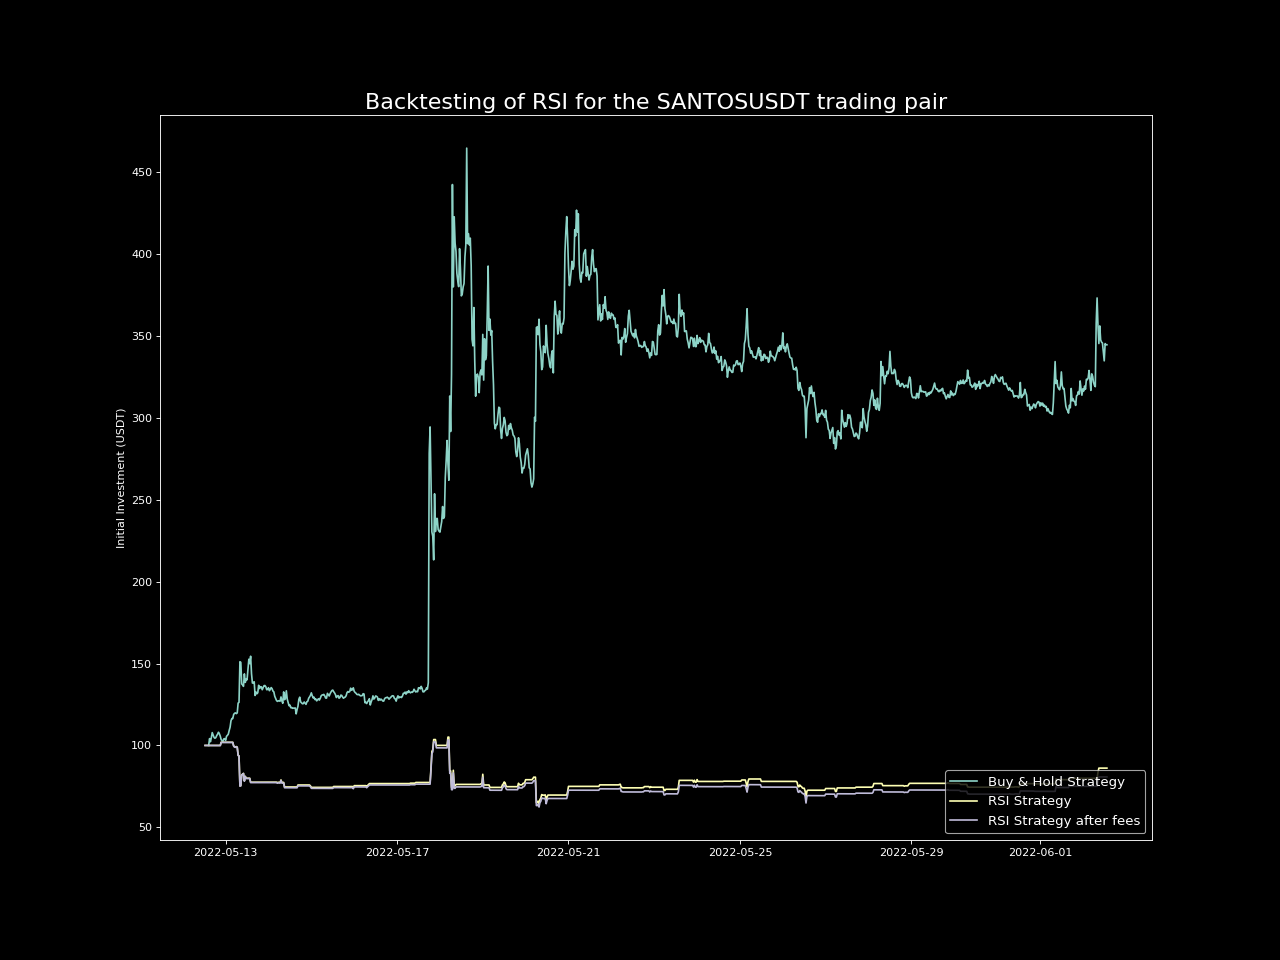 Backtesting of RSI for the SANTOSUSDT trading pair
Initial Investment (USDT)
450
400
350
300
250
200
150
100
50
2022-05-13 2022-05-17 2022-05-21 2022-05-25 2022-05-29 2022-06-01
Buy & Hold Strategy
RSI Strategy
RSI Strategy after fees